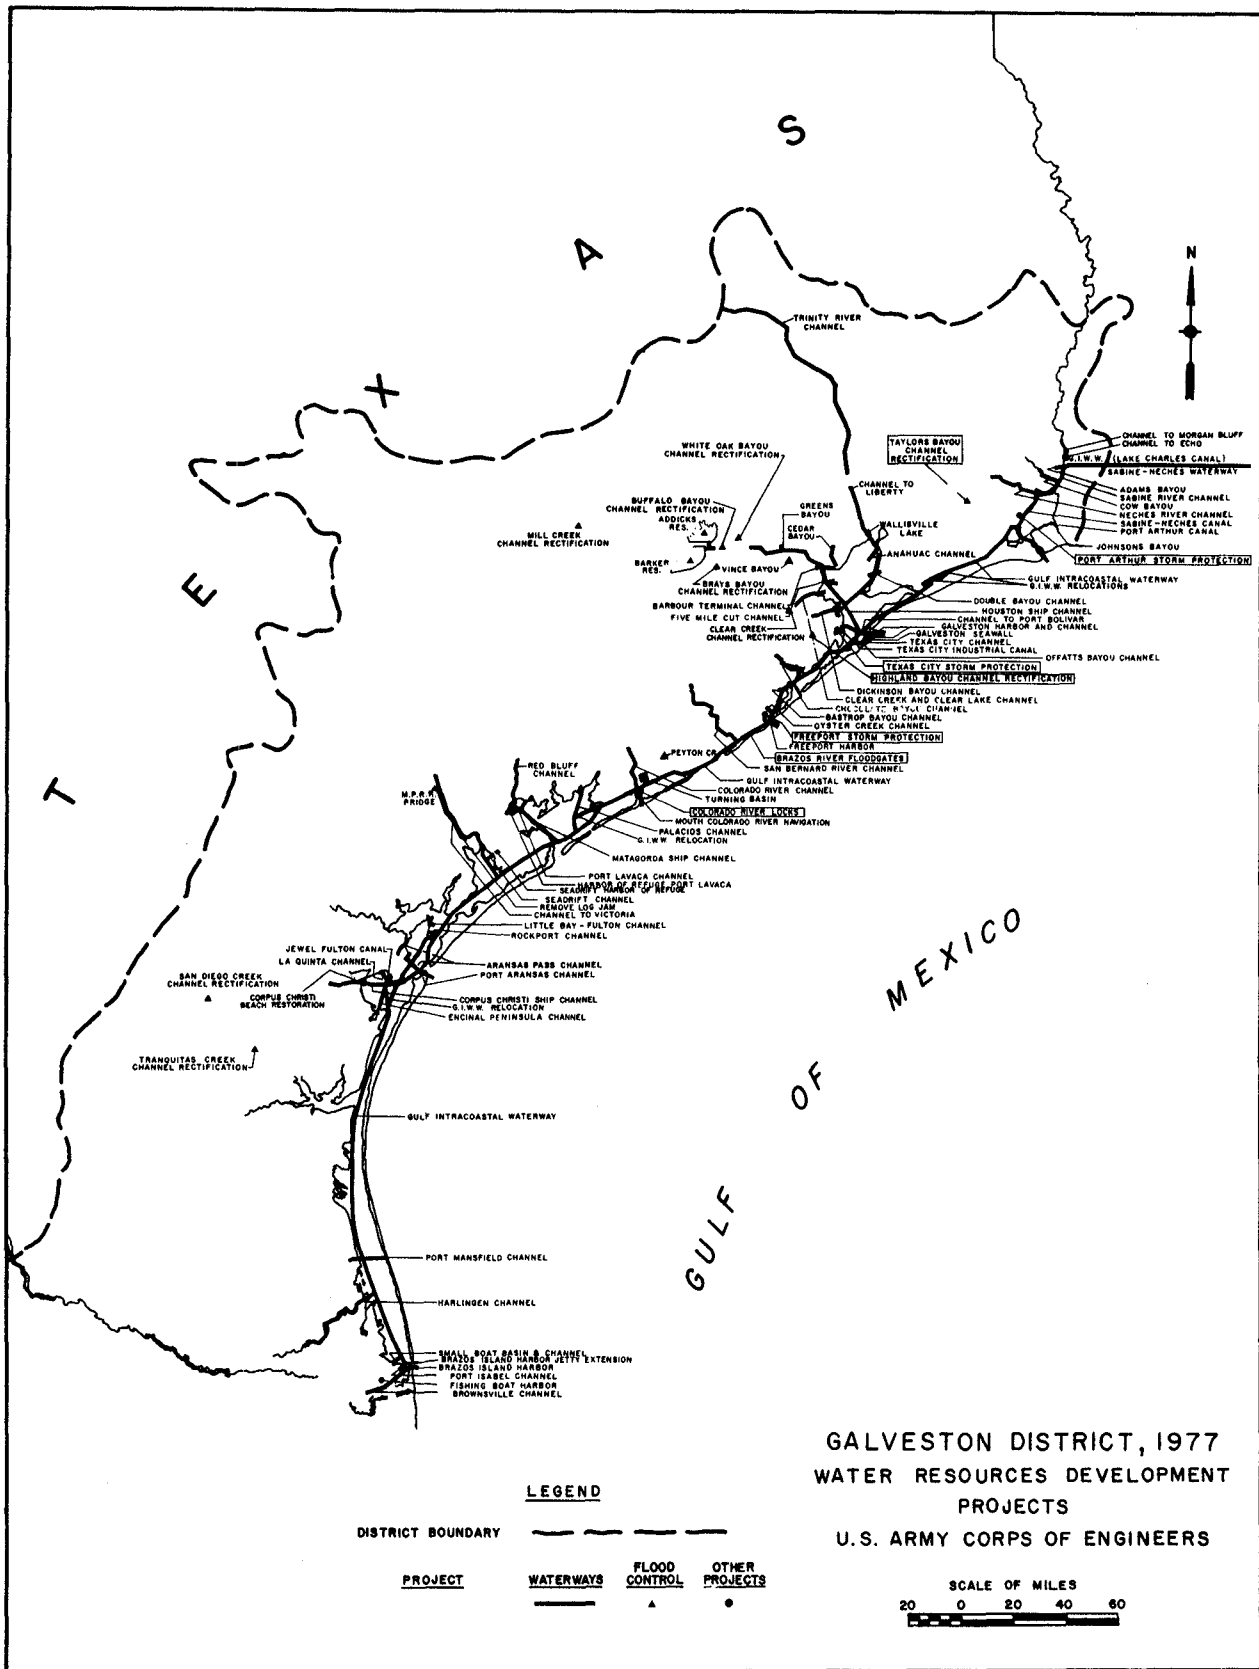 T E X A S
N
TRINITY RIVER
CHANNEL
WHITE OAK BAYOU
CHANNEL RECTIFICATION
TAYLORS BAYOU
CHANNEL
RECTIFICATION
CHANNEL TO MORGAN BLUFF
CHANNEL TO ECHO
G.I.W.W. (LAKE CHARLES CANAL)
SABINE-NECHES WATERWAY
ADAMS BAYOU
SABINE RIVER CHANNEL
COW BAYOU
NECHES RIVER CHANNEL
SABINE-NECHES CANAL
PORT ARTHUR CANAL
JOHNSONS BAYOU
PORT ARTHUR STORM PROTECTION
CHANNEL TO
LIBERTY
BUFFALO BAYOU
CHANNEL RECTIFICATION
ADDICKS
RES.
GREENS
BAYOU
CEDAR
BAYOU
WALLISVILLE
LAKE
MILL CREEK
CHANNEL RECTIFICATION
ANAHUAC CHANNEL
BARKER
RES.
VINCE BAYOU
BRAYS BAYOU
CHANNEL RECTIFICATION
BARBOUR TERMINAL CHANNEL
FIVE MILE CUT CHANNEL
CLEAR CREEK
CHANNEL RECTIFICATION
GULF INTRACOASTAL WATERWAY
G.I.W.W. RELOCATIONS
DOUBLE BAYOU CHANNEL
HOUSTON SHIP CHANNEL
CHANNEL TO PORT BOLIVAR
GALVESTON HARBOR AND CHANNEL
GALVESTON SEAWALL
TEXAS CITY CHANNEL
TEXAS CITY INDUSTRIAL CANAL
OFFATTS BAYOU CHANNEL
TEXAS CITY STORM PROTECTION
HIGHLAND BAYOU CHANNEL RECTIFICATION
DICKINSON BAYOU CHANNEL
CLEAR CREEK AND CLEAR LAKE CHANNEL
CHOCOLATE BAYOU CHANNEL
BASTROP BAYOU CHANNEL
OYSTER CREEK CHANNEL
FREEPORT STORM PROTECTION
FREEPORT HARBOR
BRAZOS RIVER FLOODGATES
SAN BERNARD RIVER CHANNEL
PEYTON CR.
GULF INTRACOASTAL WATERWAY
COLORADO RIVER CHANNEL
TURNING BASIN
COLORADO RIVER LOCKS
MOUTH COLORADO RIVER NAVIGATION
PALACIOS CHANNEL
G.I.W.W. RELOCATION
RED BLUFF
CHANNEL
M.P.R.R.
BRIDGE
MATAGORDA SHIP CHANNEL
PORT LAVACA CHANNEL
HARBOR OF REFUGE PORT LAVACA
SEADRIFT HARBOR OF REFUGE
SEADRIFT CHANNEL
REMOVE LOG JAM
CHANNEL TO VICTORIA
LITTLE BAY - FULTON CHANNEL
ROCKPORT CHANNEL
JEWEL FULTON CANAL
LA QUINTA CHANNEL
ARANSAS PASS CHANNEL
PORT ARANSAS CHANNEL
SAN DIEGO CREEK
CHANNEL RECTIFICATION
CORPUS CHRISTI
BEACH RESTORATION
CORPUS CHRISTI SHIP CHANNEL
G.I.W.W. RELOCATION
ENCINAL PENINSULA CHANNEL
TRANQUITAS CREEK
CHANNEL RECTIFICATION
GULF INTRACOASTAL WATERWAY
GULF OF MEXICO
PORT MANSFIELD CHANNEL
HARLINGEN CHANNEL
SMALL BOAT BASIN & CHANNEL
BRAZOS ISLAND HARBOR JETTY EXTENSION
BRAZOS ISLAND HARBOR
PORT ISABEL CHANNEL
FISHING BOAT HARBOR
BROWNSVILLE CHANNEL
GALVESTON DISTRICT, 1977
WATER RESOURCES DEVELOPMENT
PROJECTS
U.S. ARMY CORPS OF ENGINEERS
LEGEND
DISTRICT BOUNDARY
PROJECT WATERWAYS FLOOD CONTROL OTHER PROJECTS
SCALE OF MILES
20 0 20 40 60